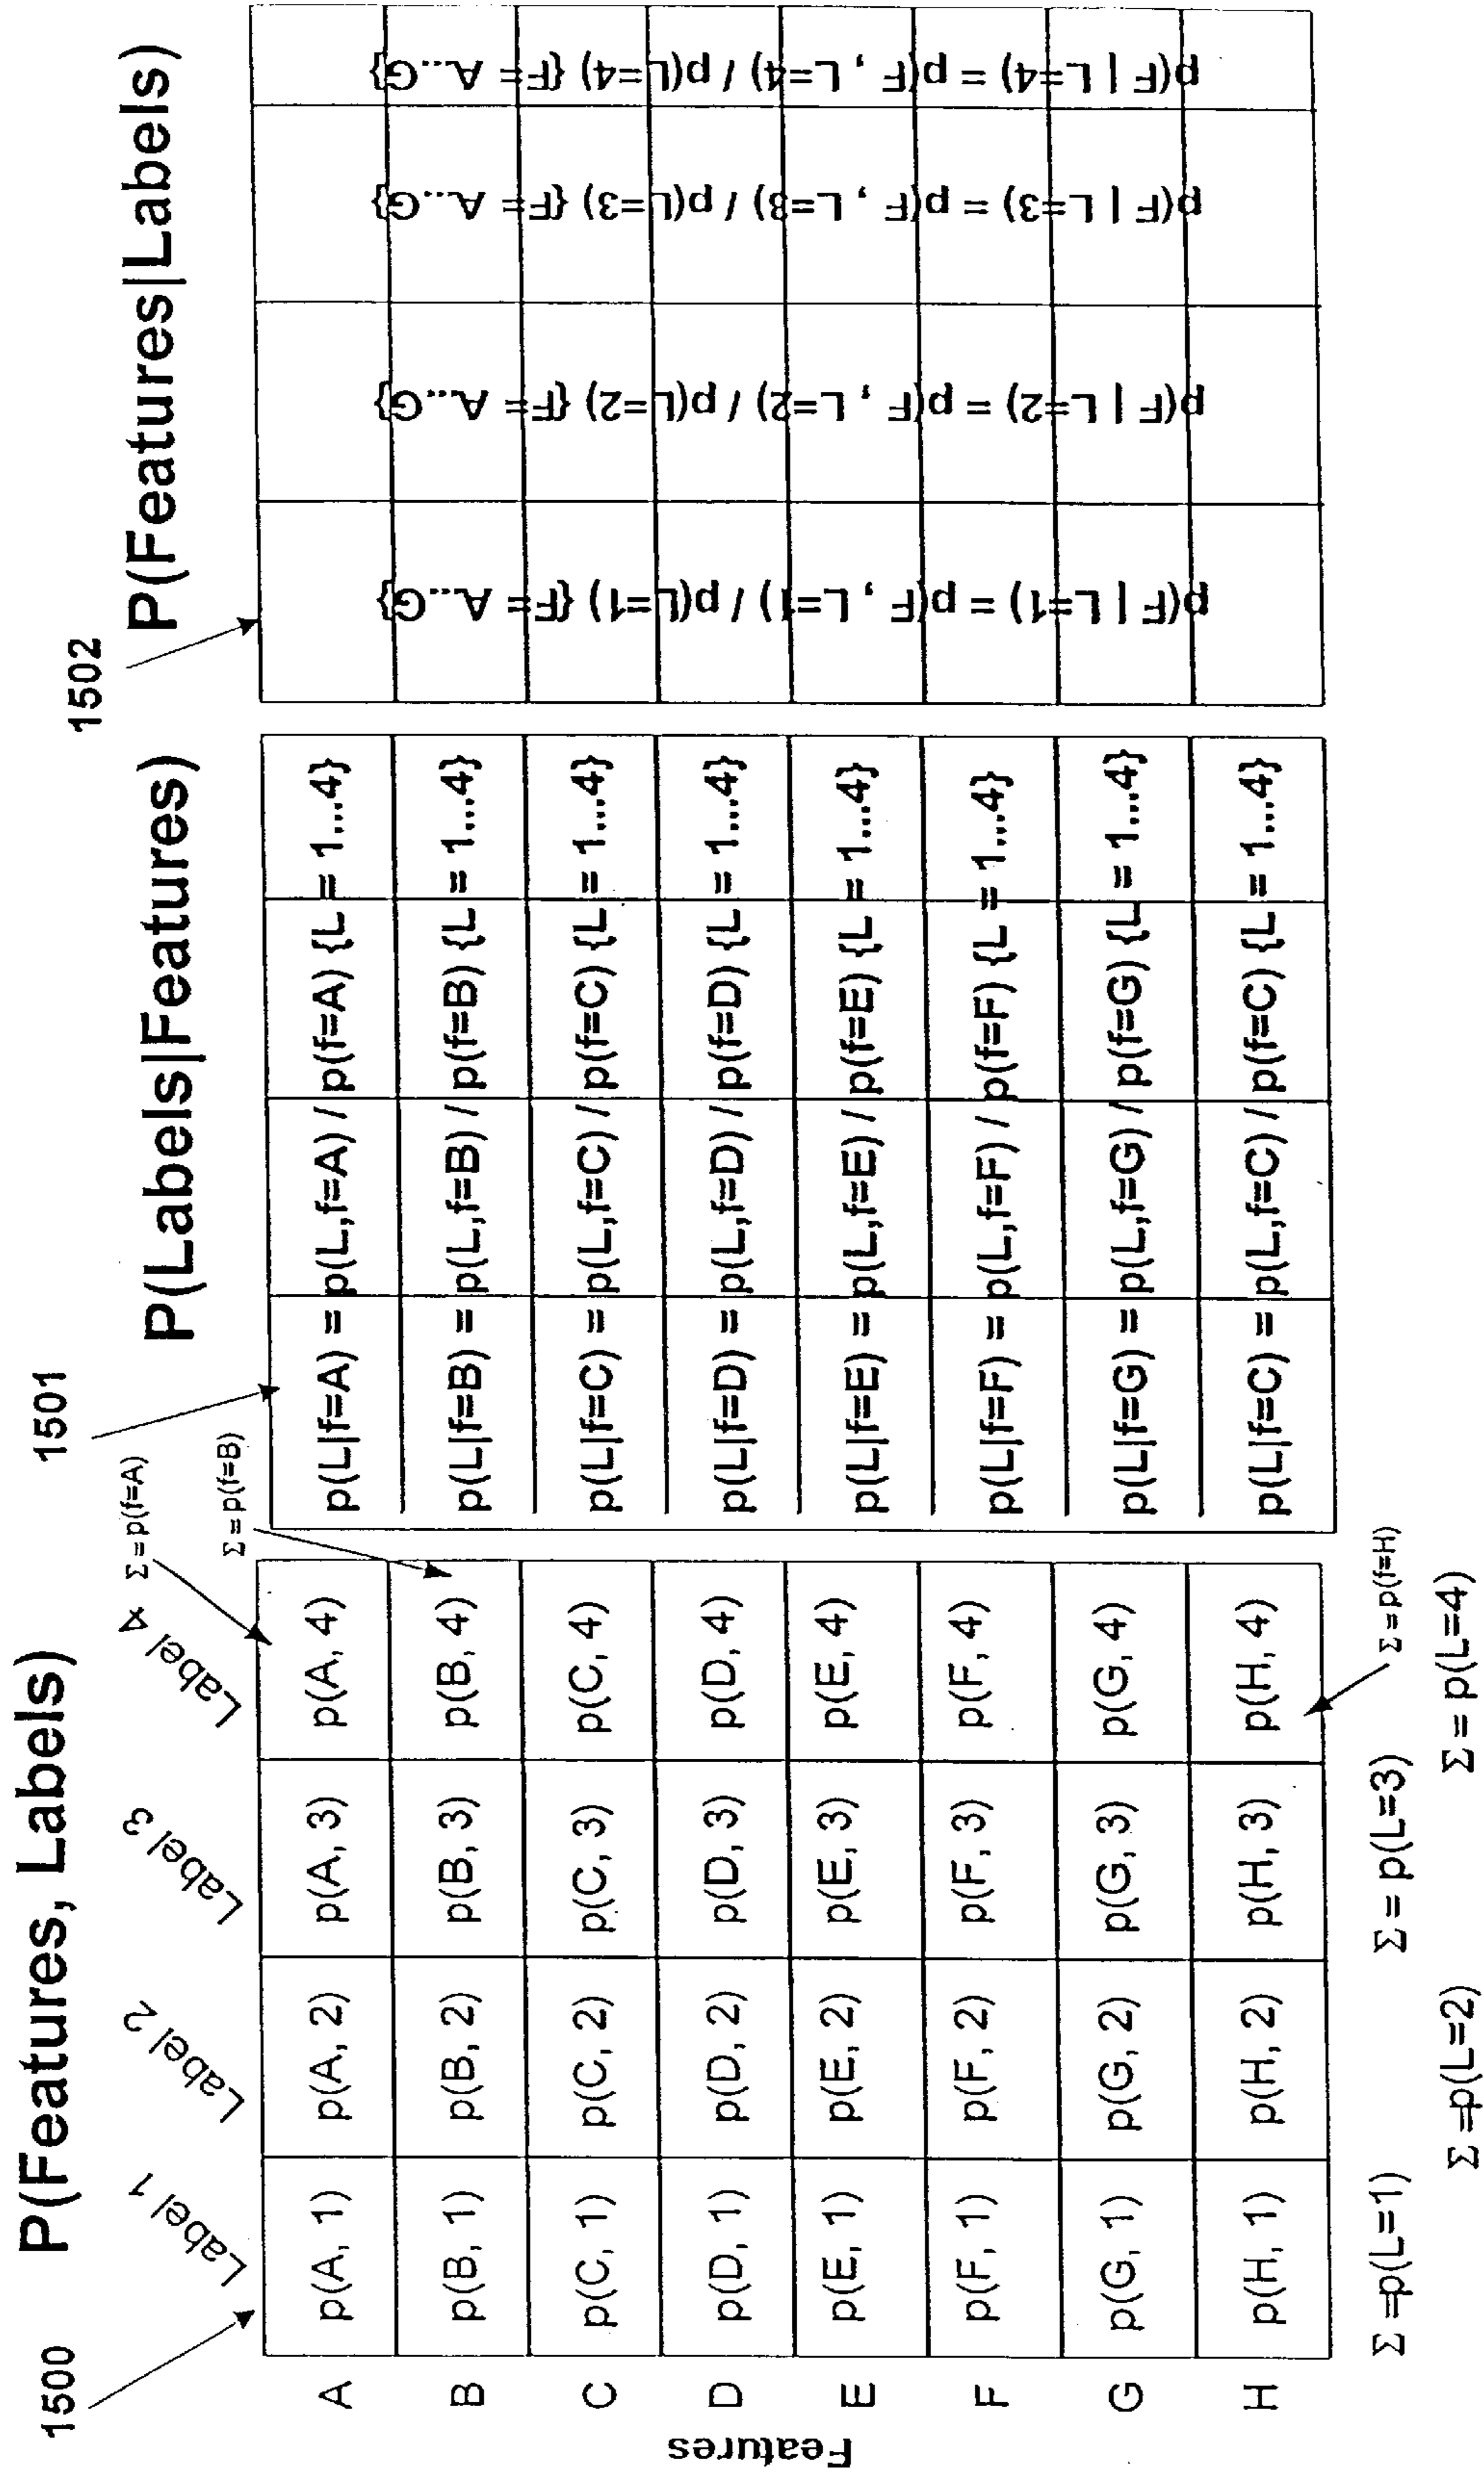 P(Features, Labels)
1500
Label 1
Label 2
Label 3
Label 4
Σ = p(f=A)
Σ = p(f=B)
Features
A p(A, 1) p(A, 2) p(A, 3) p(A, 4)
B p(B, 1) p(B, 2) p(B, 3) p(B, 4)
C p(C, 1) p(C, 2) p(C, 3) p(C, 4)
D p(D, 1) p(D, 2) p(D, 3) p(D, 4)
E p(E, 1) p(E, 2) p(E, 3) p(E, 4)
F p(F, 1) p(F, 2) p(F, 3) p(F, 4)
G p(G, 1) p(G, 2) p(G, 3) p(G, 4)
H p(H, 1) p(H, 2) p(H, 3) p(H, 4)
Σ = p(f=H)
Σ =p(L=1)
Σ =p(L=2)
Σ = p(L=3)
Σ = p(L=4)
1501
P(Labels|Features)
p(L|f=A) = p(L,f=A) / p(f=A) {L = 1...4}
p(L|f=B) = p(L,f=B) / p(f=B) {L = 1...4}
p(L|f=C) = p(L,f=C) / p(f=C) {L = 1...4}
p(L|f=D) = p(L,f=D) / p(f=D) {L = 1...4}
p(L|f=E) = p(L,f=E) / p(f=E) {L = 1...4}
p(L|f=F) = p(L,f=F) / p(f=F) {L = 1...4}
p(L|f=G) = p(L,f=G) / p(f=G) {L = 1...4}
p(L|f=C) = p(L,f=C) / p(f=C) {L = 1...4}
1502
P(Features|Labels)
p(F | L=1) = p(F , L=1) / p(L=1) {F= A...G}
p(F | L=2) = p(F , L=2) / p(L=2) {F= A...G}
p(F | L=3) = p(F , L=3) / p(L=3) {F= A...G}
p(F | L=4) = p(F , L=4) / p(L=4) {F= A...G}